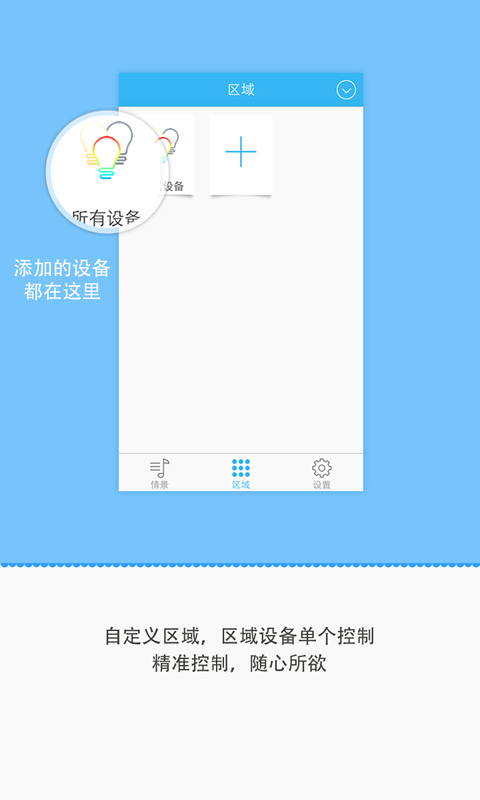 区域
设备
所有设备
添加的设备
都在这里
情景
区域
设置
自定义区域，区域设备单个控制
精准控制，随心所欲